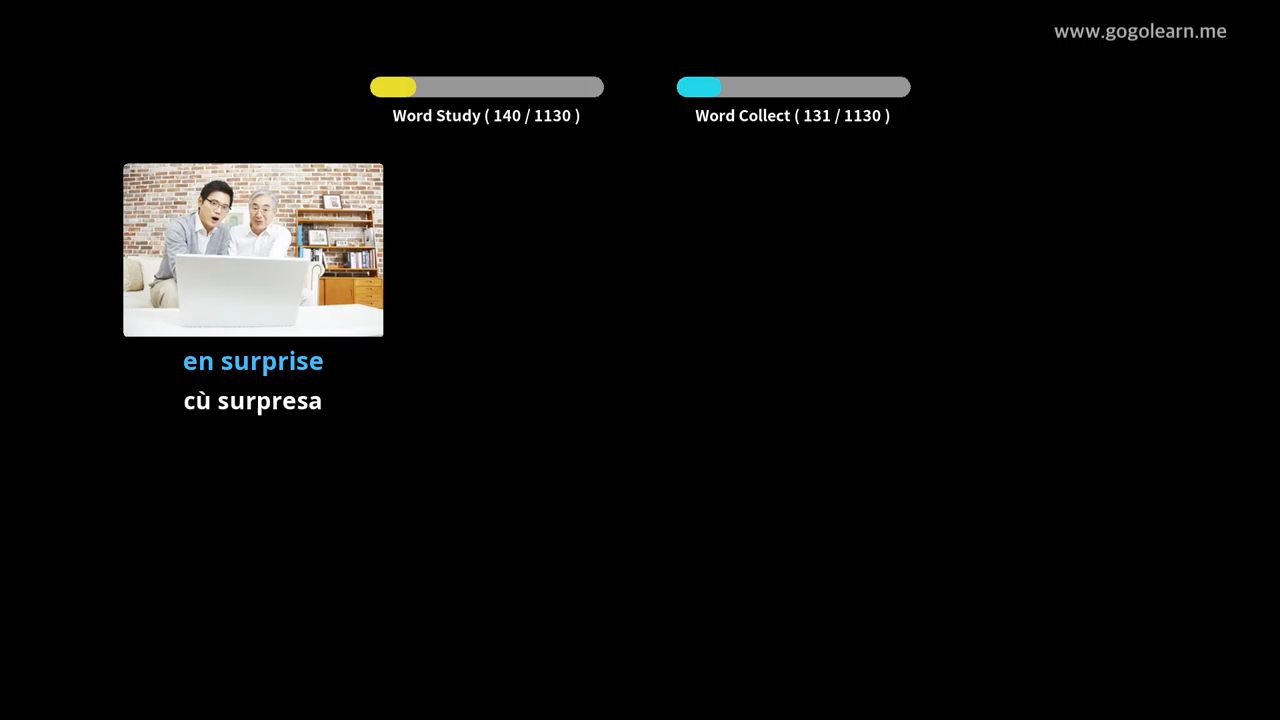 www.gogolearn.me
Word Study ( 140 / 1130 )
Word Collect ( 131 / 1130 )
en surprise
cù surpresa